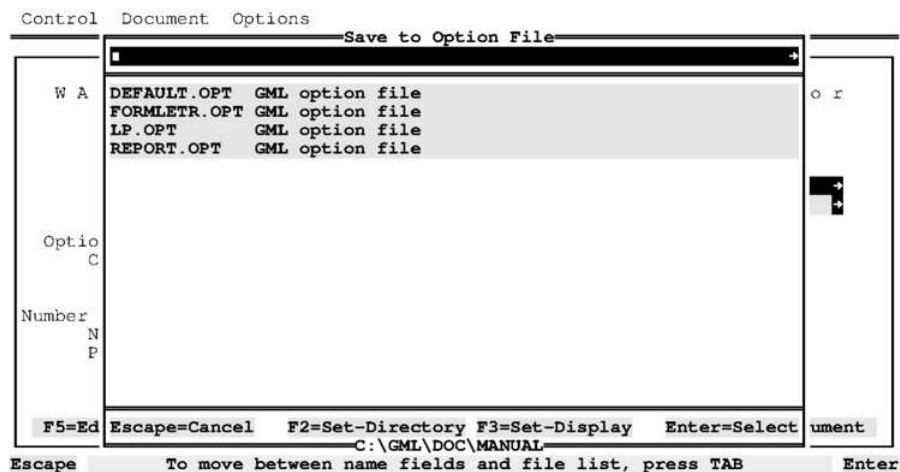 Control Document Options
Save to Option File
W A
DEFAULT.OPT GML option file
o r
FORMLETR.OPT GML option file
LP.OPT GML option file
REPORT.OPT GML option file
Optio
C
Number
N
P
F5=Ed Escape=Cancel F2=Set-Directory F3=Set-Display Enter=Select ument
C:\GML\DOC\MANUAL
Escape To move between name fields and file list, press TAB Enter